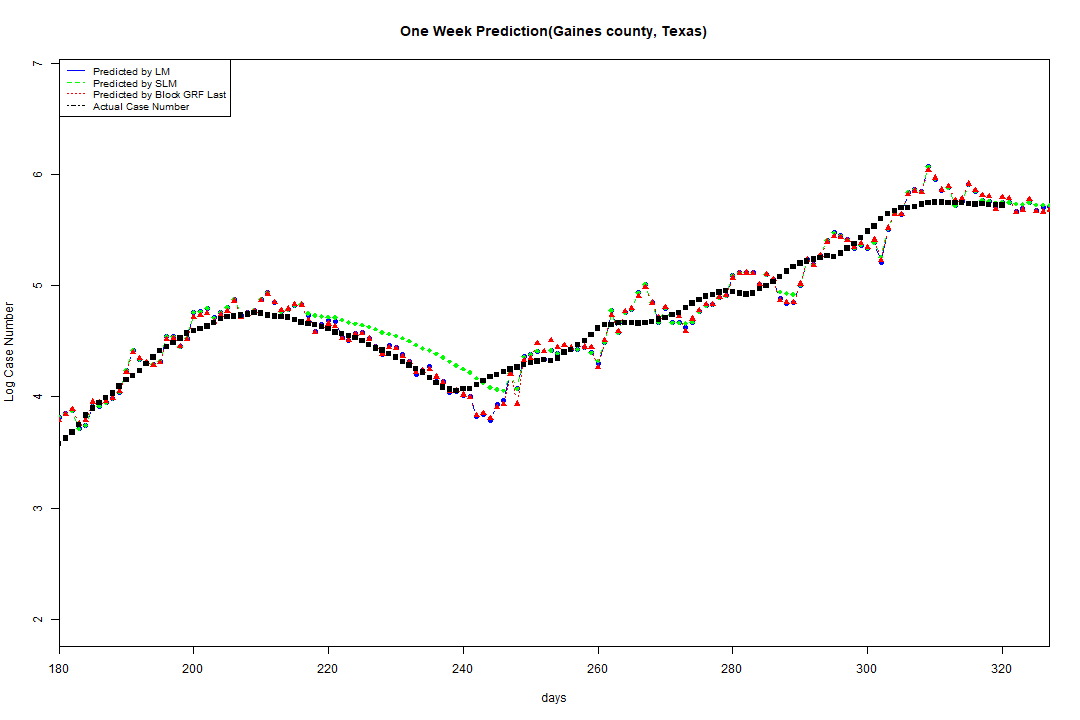 One Week Prediction(Gaines county, Texas)
Predicted by LM
Predicted by SLM
Predicted by Block GRF Last
Actual Case Number
7
6
5
4
3
2
Log Case Number
180 200 220 240 260 280 300 320
days